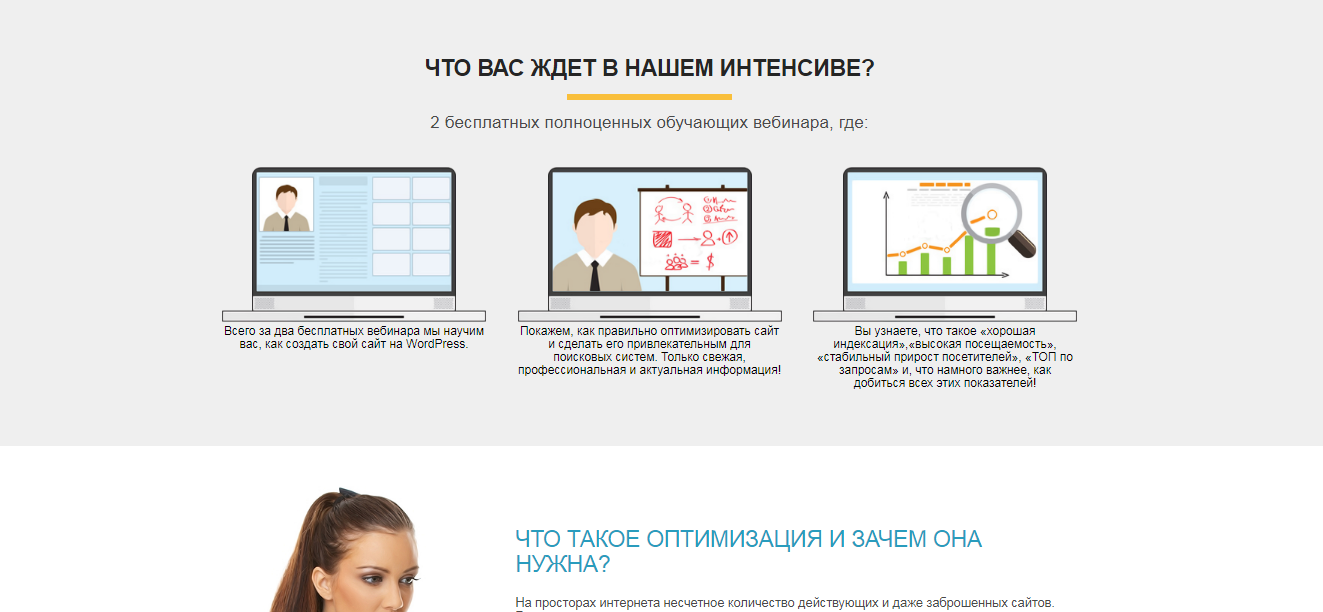 ЧТО ВАС ЖДЕТ В НАШЕМ ИНТЕНСИВЕ?
2 бесплатных полноценных обучающих вебинара, где:
Всего за два бесплатных вебинара мы научим
вас, как создать свой сайт на WordPress.
Покажем, как правильно оптимизировать сайт
и сделать его привлекательным для
поисковых систем. Только свежая,
профессиональная и актуальная информация!
Вы узнаете, что такое «хорошая
индексация»,«высокая посещаемость»,
«стабильный прирост посетителей», «ТОП по
запросам» и, что намного важнее, как
добиться всех этих показателей!
ЧТО ТАКОЕ ОПТИМИЗАЦИЯ И ЗАЧЕМ ОНА
НУЖНА?
На просторах интернета несчетное количество действующих и даже заброшенных сайтов.